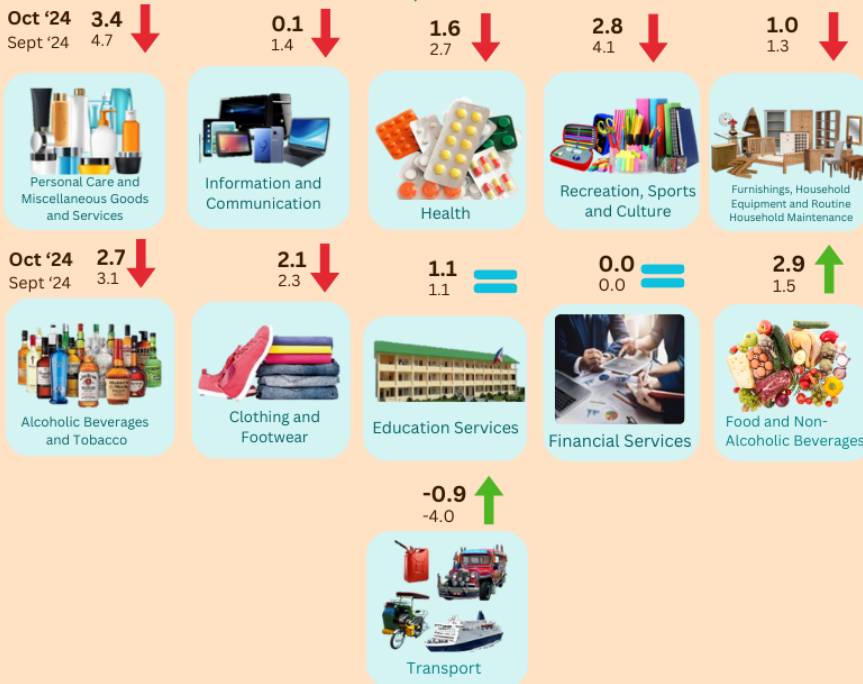 Oct ‘24 3.4
Sept ‘24 4.7
0.1
1.4
1.6
2.7
2.8
4.1
1.0
1.3
Personal Care and
Miscellaneous Goods
and Services
Information and
Communication
Health
Recreation, Sports
and Culture
Furnishings, Household
Equipment and Routine
Household Maintenance
Oct ‘24 2.7
Sept ‘24 3.1
2.1
2.3
1.1
1.1
0.0
0.0
2.9
1.5
Alcoholic Beverages
and Tobacco
Clothing and
Footwear
Education Services
Financial Services
Food and Non-
Alcoholic Beverages
-0.9
-4.0
Transport